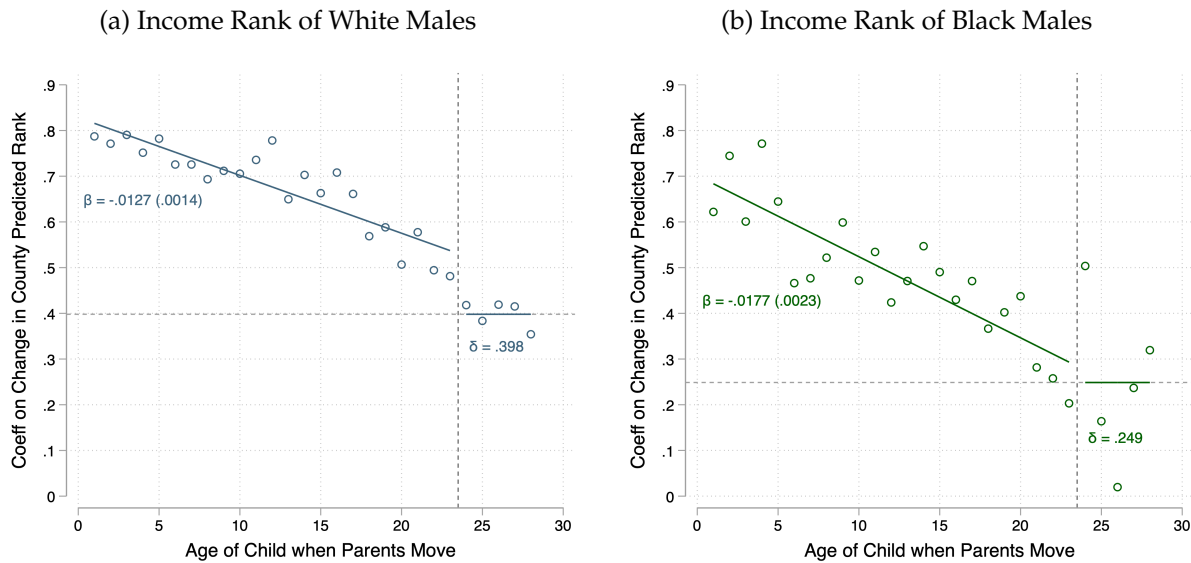 (a) Income Rank of White Males
Coeff on Change in County Predicted Rank
.9
.8
.7
.6
.5
.4
.3
.2
.1
0
β = -.0127 (.0014)
δ = .398
0 5 10 15 20 25 30
Age of Child when Parents Move
(b) Income Rank of Black Males
Coeff on Change in County Predicted Rank
.9
.8
.7
.6
.5
.4
.3
.2
.1
0
β = -.0177 (.0023)
δ = .249
0 5 10 15 20 25 30
Age of Child when Parents Move